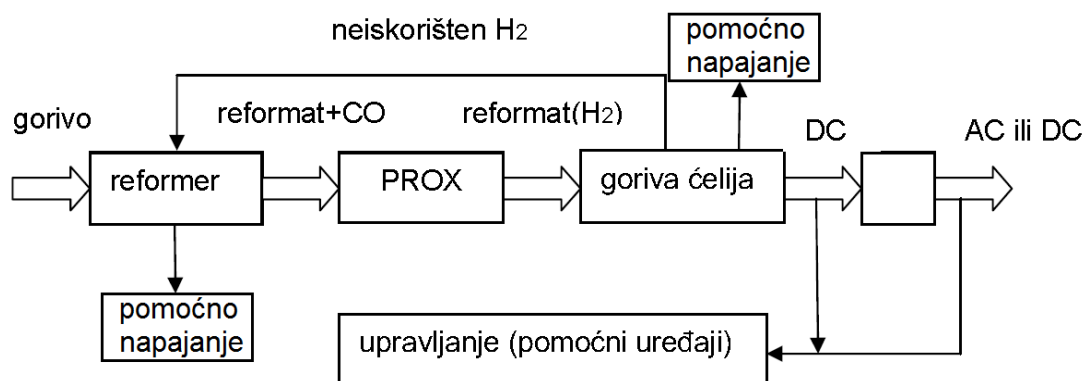 neiskorišten H2
pomoćno
napajanje
gorivo
reformat+CO
reformat(H2)
DC
AC ili DC
reformer
PROX
goriva ćelija
pomoćno
napajanje
upravljanje (pomoćni uređaji)